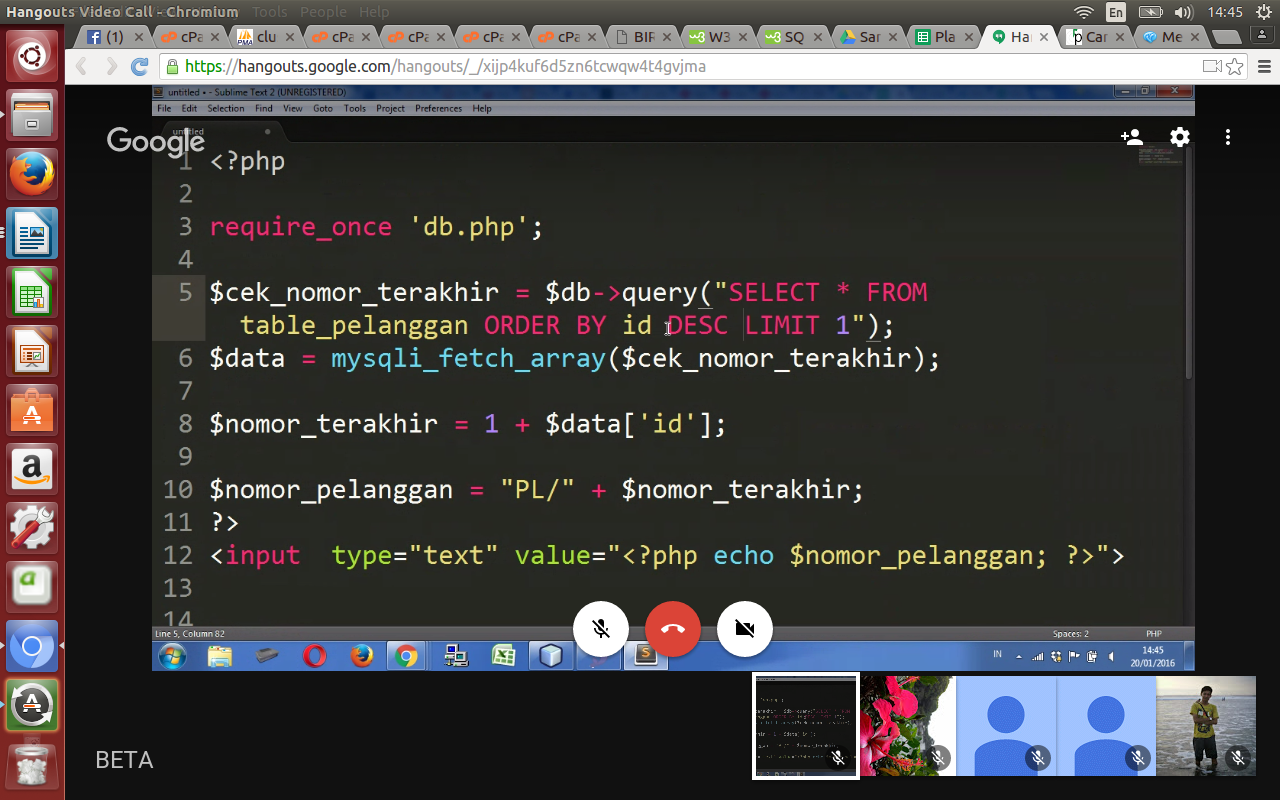 Hangouts Video Call - Chromium Tools People Help
En
14:45
f (1)
cPa
clu
cPa
cPa
cPa
cPa
BIF
W3
SQ
Sar
Pla
Ha
Car
Me
https://hangouts.google.com/hangouts/_/xijp4kuf6d5zn6tcwqw4t4gvjma
untitled • - Sublime Text 2 (UNREGISTERED)
File Edit Selection Find View Goto Tools Project Preferences Help
untitled
Google
1 <?php
2
3 require_once 'db.php';
4
5 $cek_nomor_terakhir = $db->query("SELECT * FROM
table_pelanggan ORDER BY id DESC LIMIT 1");
6 $data = mysqli_fetch_array($cek_nomor_terakhir);
7
8 $nomor_terakhir = 1 + $data['id'];
9
10 $nomor_pelanggan = "PL/" + $nomor_terakhir;
11 ?>
12 <input type="text" value="<?php echo $nomor_pelanggan; ?>">
13
14
Line 5, Column 82
Spaces: 2
PHP
IN
14:45
20/01/2016
BETA